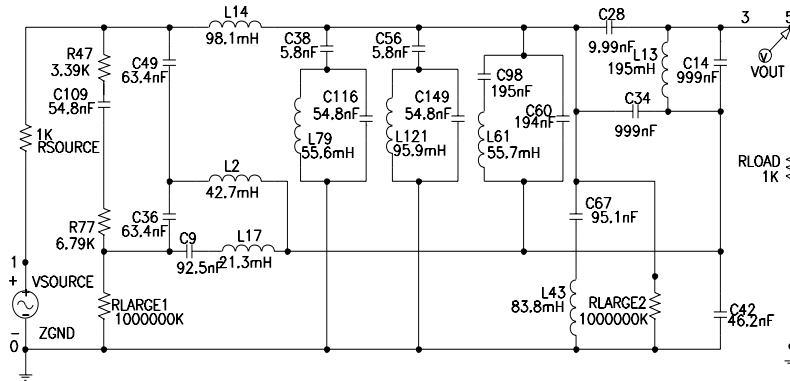 L14
98.1mH
C28
9.99nF
3
5
C38
5.8nF
C56
5.8nF
R47
3.39K
C49
63.4nF
L13
195mH
C14
999nF
V
VOUT
C98
195nF
C109
54.8nF
C116
54.8nF
C149
54.8nF
C60
194nF
C34
999nF
1K
RSOURCE
L79
55.6mH
L121
95.9mH
L61
55.7mH
RLOAD
1K
L2
42.7mH
R77
6.79K
C36
63.4nF
C9
92.5nF
L17
21.3mH
C67
95.1nF
1
+
VSOURCE
RLARGE1
1000000K
L43
83.8mH
RLARGE2
1000000K
C42
46.2nF
ZGND
0